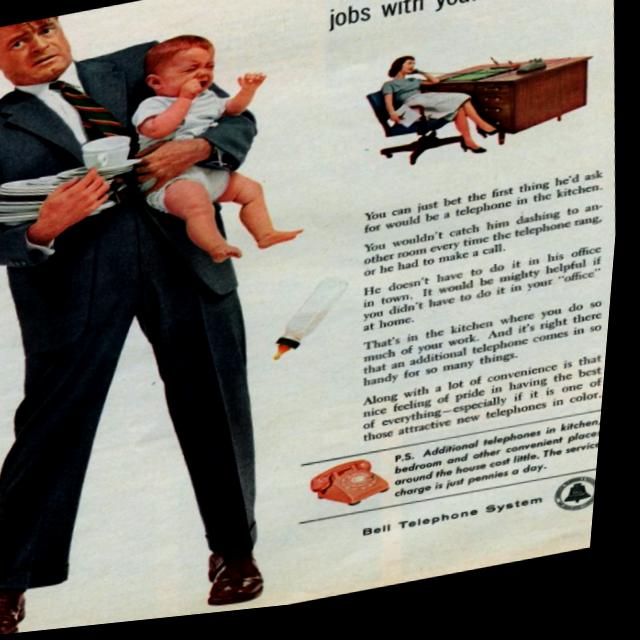 jobs with
You can just bet the first thing he'd ask
for would be a telephone in the kitchen.
You wouldn't catch him dashing to an-
other room every time the telephone rang,
or he had to make a call.
He doesn't have to do it in his office
in town. It would be mighty helpful if
you didn't have to do it in your "office"
at home.
That's in the kitchen where you do so
much of your work. And it's right there
that an additional telephone comes in so
handy for so many things.
Along with a lot of convenience is that
nice feeling of pride in having the best
of everything—especially if it is one of
those attractive new telephones in color.
P.S. Additional telephones in kitchen,
bedroom and other convenient places
around the house cost little. The service
charge is just pennies a day.
Bell Telephone System